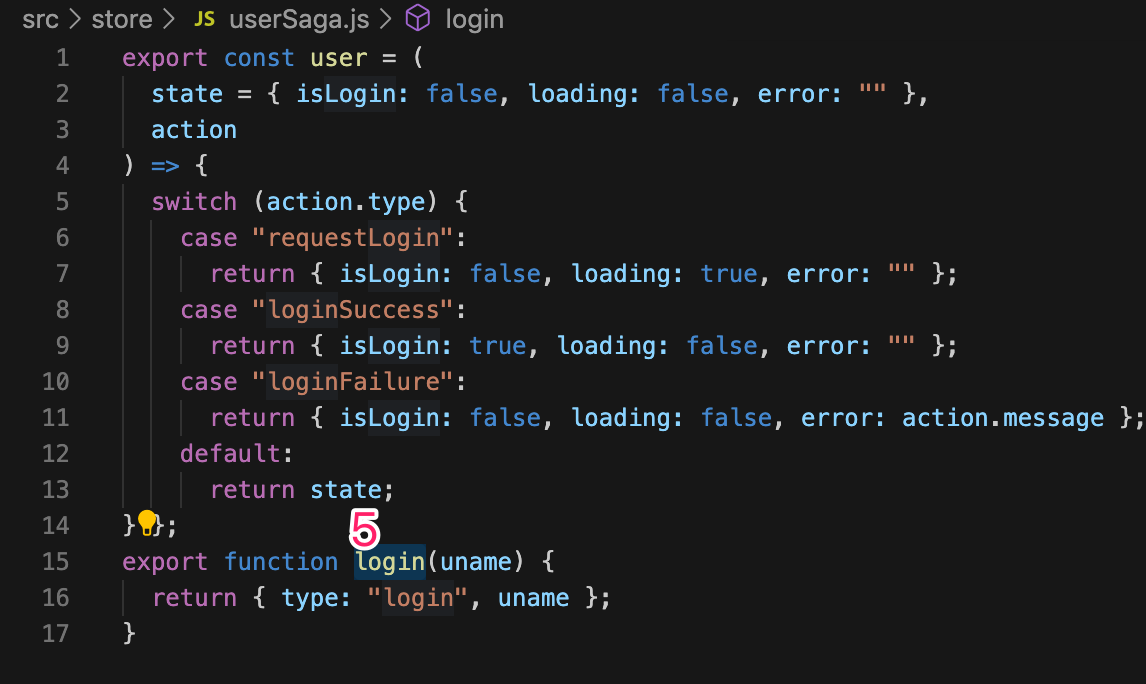 src > store > JS userSaga.js > login
1 export const user = (
2 state = { isLogin: false, loading: false, error: "" },
3 action
4 ) => {
5 switch (action.type) {
6 case "requestLogin":
7 return { isLogin: false, loading: true, error: "" };
8 case "loginSuccess":
9 return { isLogin: true, loading: false, error: "" };
10 case "loginFailure":
11 return { isLogin: false, loading: false, error: action.message };
12 default:
13 return state;
14 } };
5
15 export function login(uname) {
16 return { type: "login", uname };
17 }